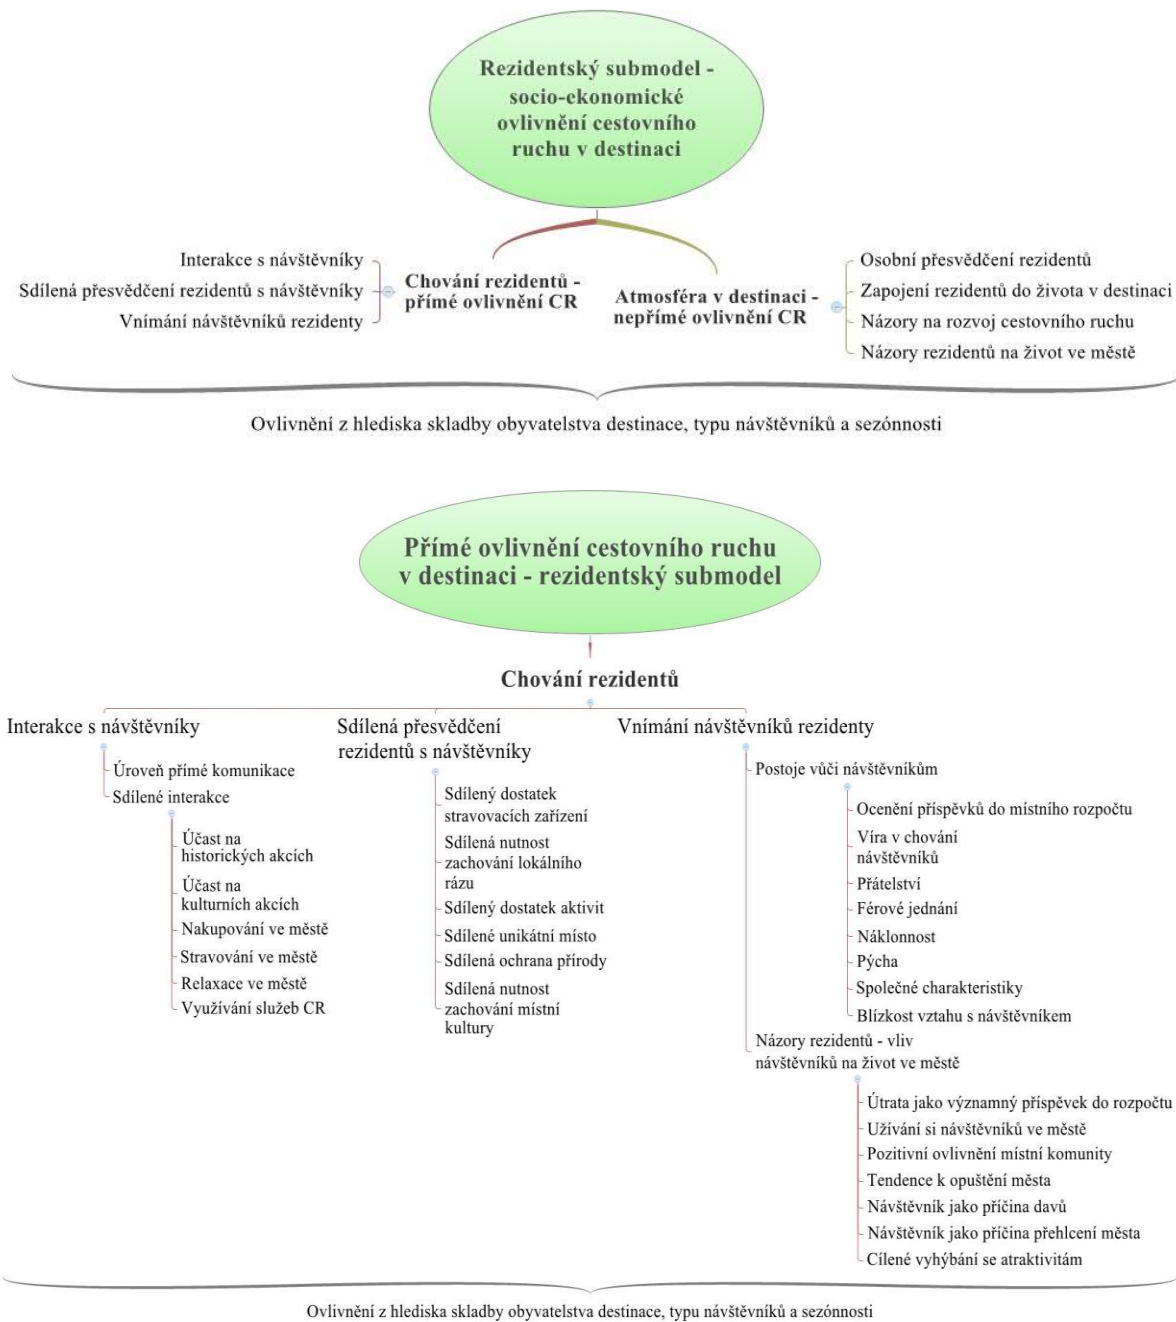 Rezidentský submodel -
socio-ekonomické
ovlivnění cestovního
ruchu v destinaci
Interakce s návštěvníky
Sdílená přesvědčení rezidentů s návštěvníky
Vnímání návštěvníků rezidenty
Chování rezidentů -
přímé ovlivnění CR
Atmosféra v destinaci -
nepřímé ovlivnění CR
Osobní přesvědčení rezidentů
Zapojení rezidentů do života v destinaci
Názory na rozvoj cestovního ruchu
Názory rezidentů na život ve městě
Ovlivnění z hlediska skladby obyvatelstva destinace, typu návštěvníků a sezónnosti
Přímé ovlivnění cestovního ruchu
v destinaci - rezidentský submodel
Chování rezidentů
Interakce s návštěvníky
Úroveň přímé komunikace
Sdílené interakce
Účast na
historických akcích
Účast na
kulturních akcích
Nakupování ve městě
Stravování ve městě
Relaxace ve městě
Využívání služeb CR
Sdílená přesvědčení
rezidentů s návštěvníky
Sdílený dostatek
stravovacích zařízení
Sdílená nutnost
zachování lokálního
rázu
Sdílený dostatek aktivit
Sdílené unikátní místo
Sdílená ochrana přírody
Sdílená nutnost
zachování místní
kultury
Vnímání návštěvníků rezidenty
Postoje vůči návštěvníkům
Ocenění příspěvků do místního rozpočtu
Víra v chování
návštěvníků
Přátelství
Férové jednání
Náklonnost
Pýcha
Společné charakteristiky
Blízkost vztahu s návštěvníkem
Názory rezidentů - vliv
návštěvníků na život ve městě
Útrata jako významný příspěvek do rozpočtu
Užívání si návštěvníků ve městě
Pozitivní ovlivnění místní komunity
Tendence k opuštění města
Návštěvník jako příčina davů
Návštěvník jako příčina přehlcení města
Cílené vyhýbání se atraktivitám
Ovlivnění z hlediska skladby obyvatelstva destinace, typu návštěvníků a sezónnosti